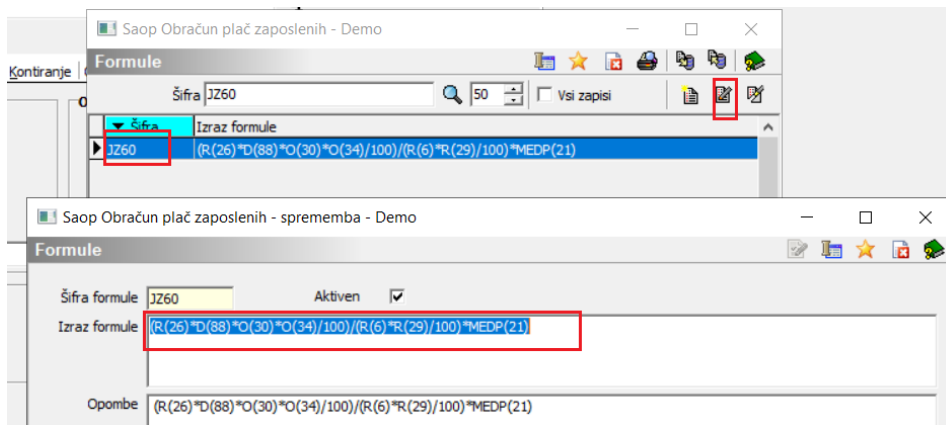 Saop Obračun plač zaposlenih - Demo
Formule
Kontiranje
Šifra JZ60 50 Vsi zapisi
Šifra Izraz formule
JZ60 (R(26)*D(88)*O(30)*O(34)/100)/(R(6)*R(29)/100)*MEDP(21)
Saop Obračun plač zaposlenih - sprememba - Demo
Formule
Šifra formule JZ60 Aktiven
Izraz formule (R(26)*D(88)*O(30)*O(34)/100)/(R(6)*R(29)/100)*MEDP(21)
Opombe (R(26)*D(88)*O(30)*O(34)/100)/(R(6)*R(29)/100)*MEDP(21)